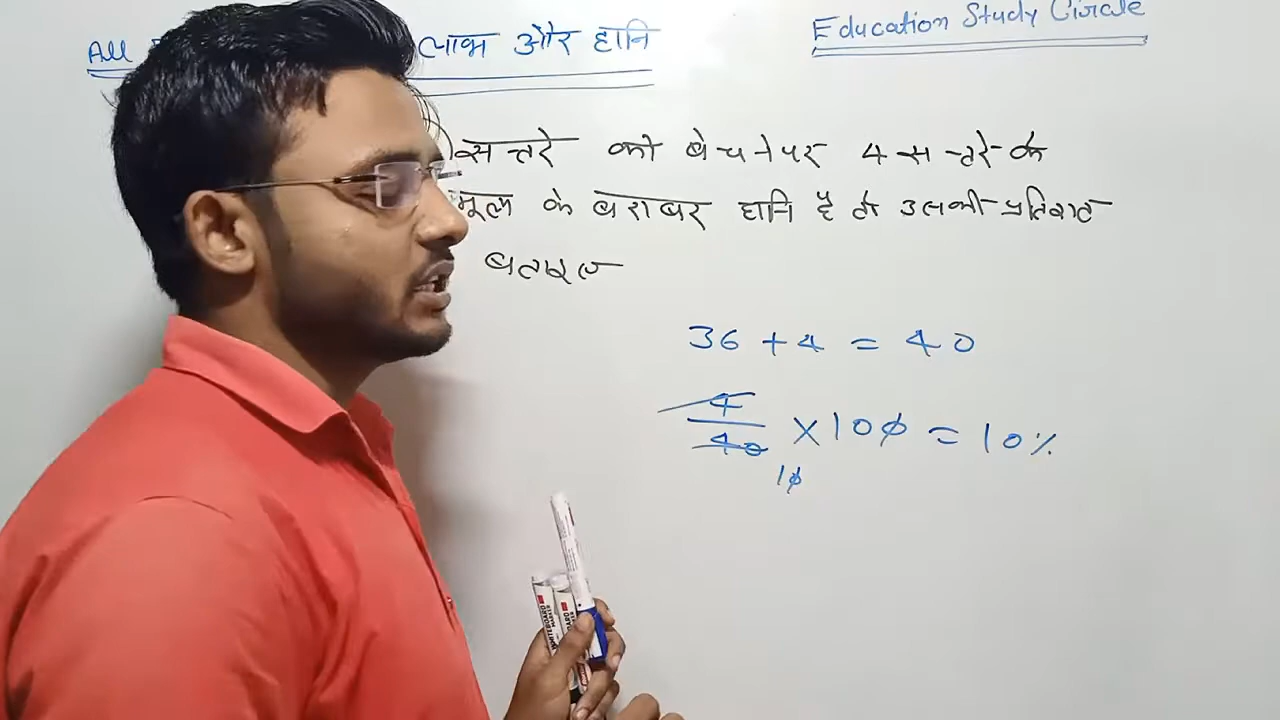 All लाभ और हानि
Education Study Circle
सन्तरे को बेचने पर 4 सन्तरे के
मूल्य के बराबर हानि है तो उसकी प्रतिशत
बताइए
36 + 4 = 40
4
40 × 100 = 10%
10